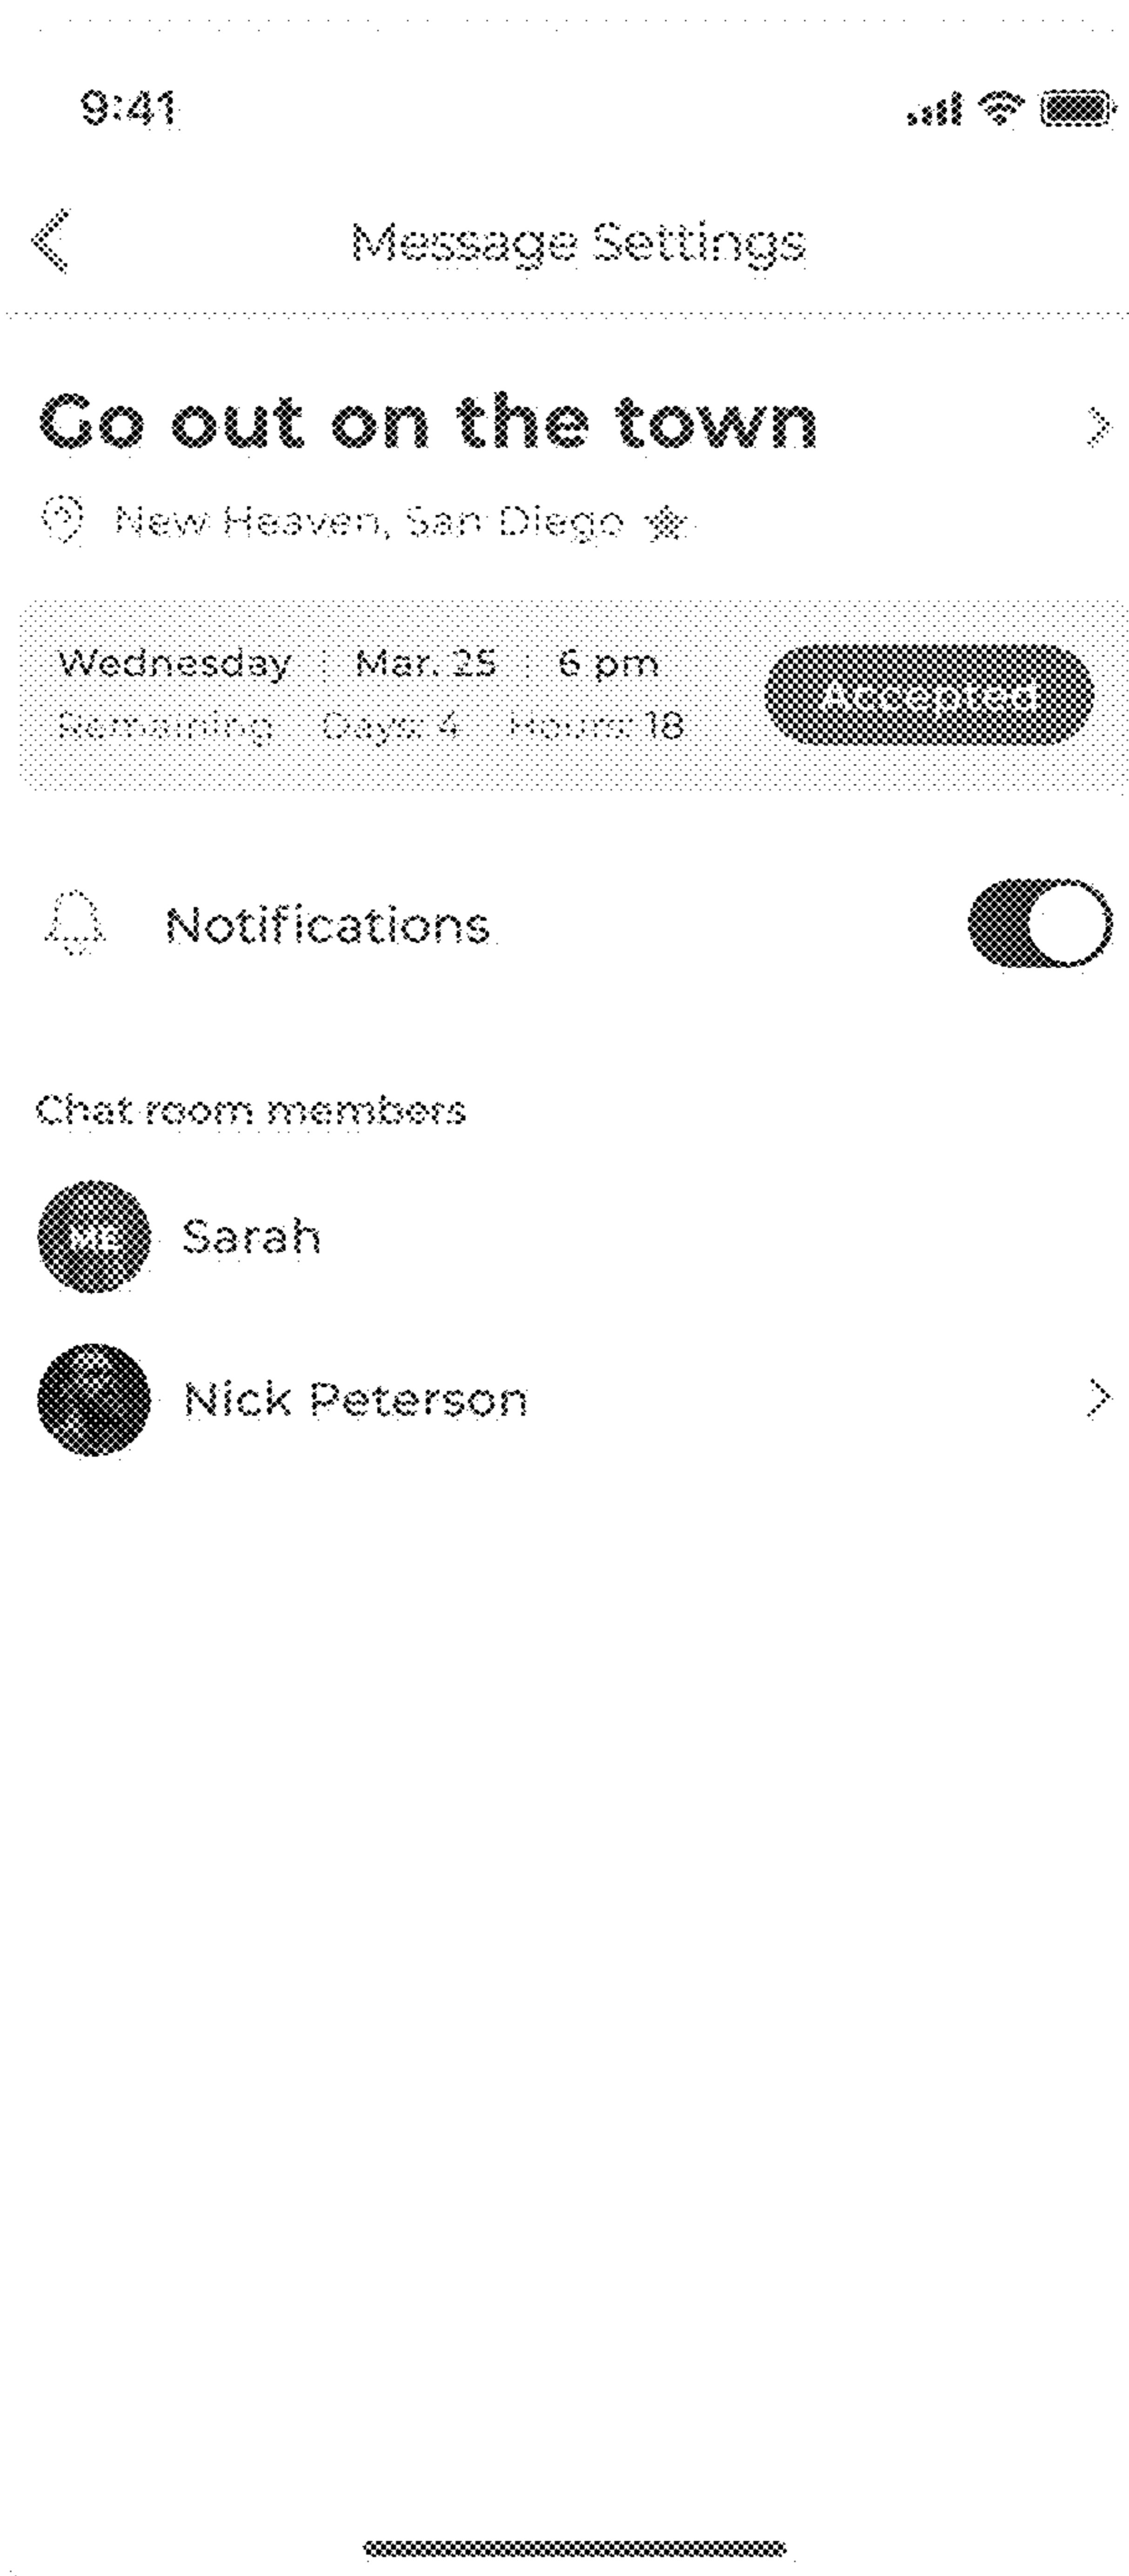 9:41
Message Settings
Go out on the town
New Heaven, San Diego
Wednesday Mar. 25 6 pm
Accepted
Remaining Days: 4 Hours: 18
Notifications
Chat room members
ME Sarah
Nick Peterson